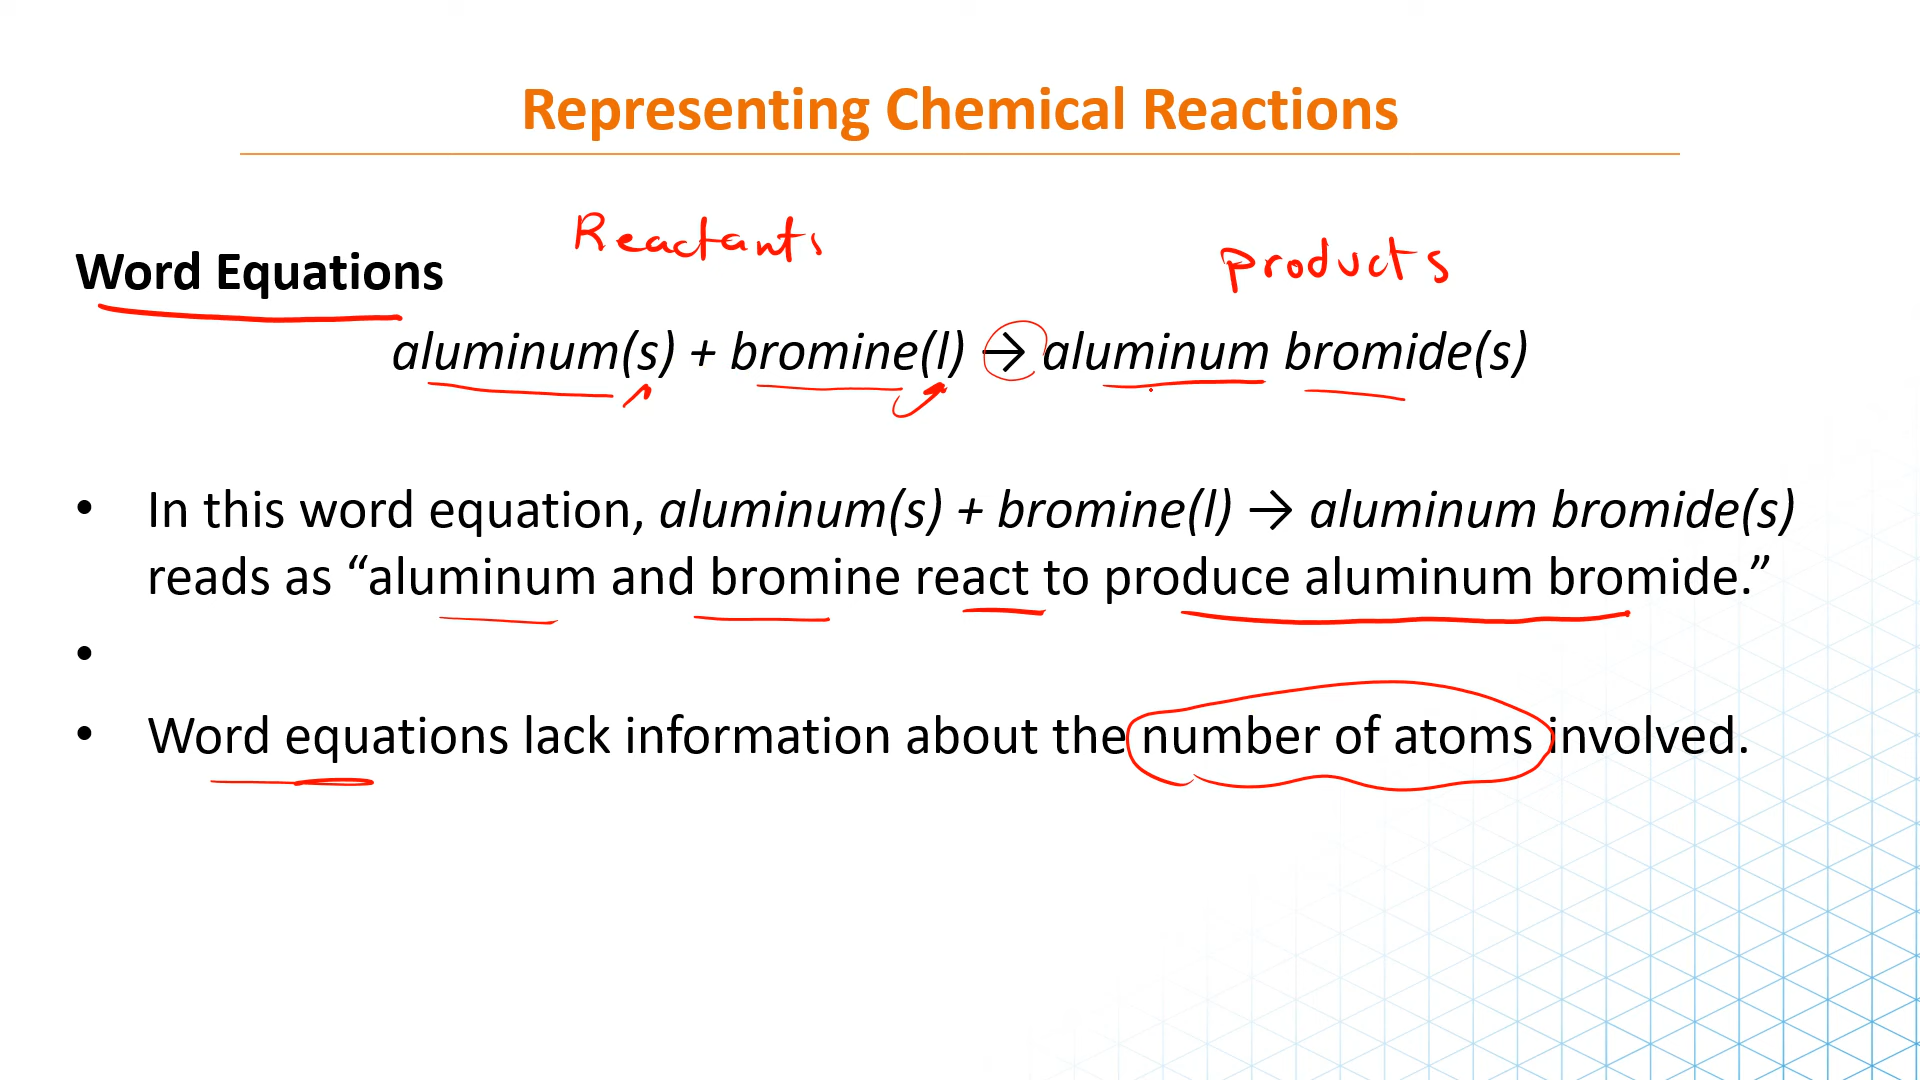 Representing Chemical Reactions
Reactants
products
Word Equations
aluminum(s) + bromine(l) → aluminum bromide(s)
• In this word equation, aluminum(s) + bromine(l) → aluminum bromide(s)
reads as “aluminum and bromine react to produce aluminum bromide.”
•
• Word equations lack information about the number of atoms involved.